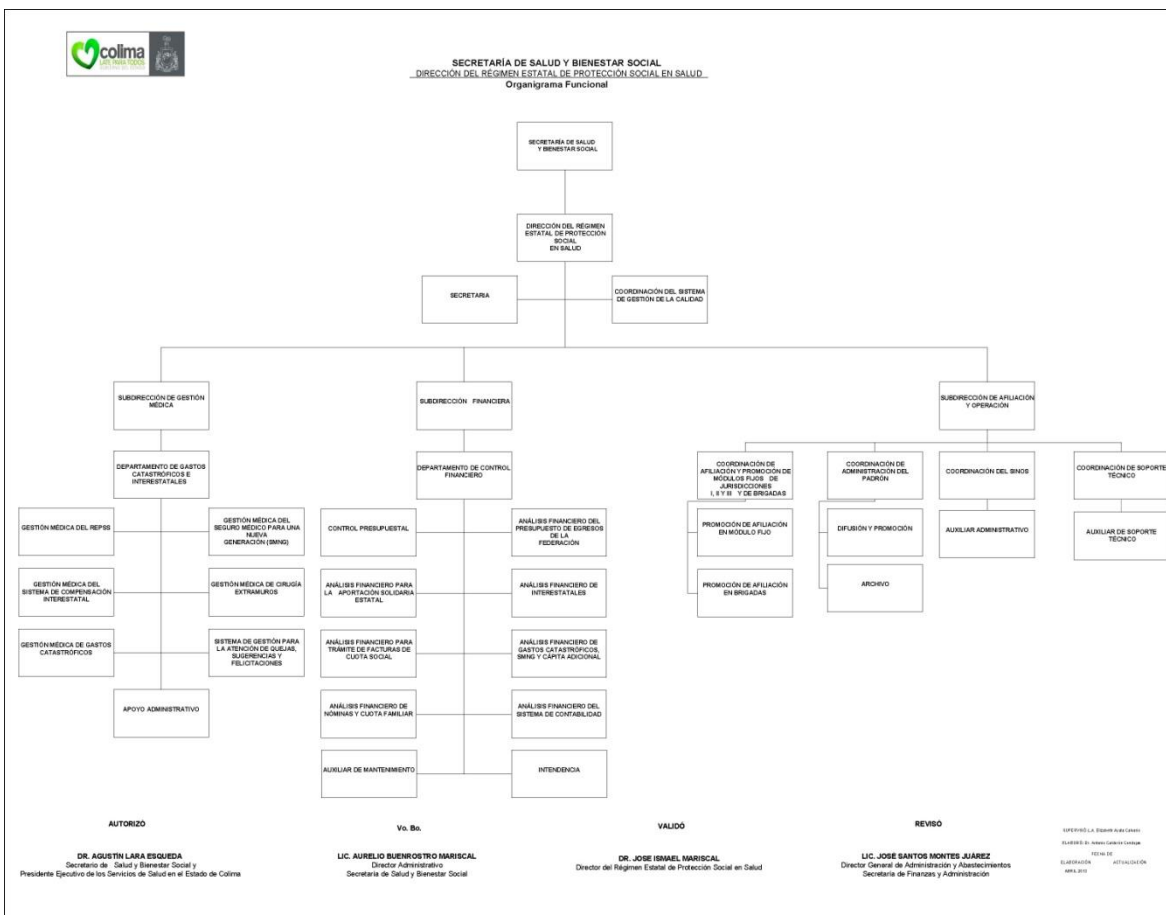 colima
LATE PARA TODOS
SECRETARÍA DE SALUD Y BIENESTAR SOCIAL
DIRECCIÓN DEL RÉGIMEN ESTATAL DE PROTECCIÓN SOCIAL EN SALUD
Organigrama Funcional
SECRETARÍA DE SALUD
Y BIENESTAR SOCIAL
DIRECCIÓN DEL RÉGIMEN
ESTATAL DE PROTECCIÓN
SOCIAL
EN SALUD
SECRETARIA
COORDINACIÓN DEL SISTEMA
DE GESTIÓN DE LA CALIDAD
SUBDIRECCIÓN DE GESTIÓN
MÉDICA
SUBDIRECCIÓN FINANCIERA
SUBDIRECCIÓN DE AFILIACIÓN
Y OPERACIÓN
DEPARTAMENTO DE GASTOS
CATASTRÓFICOS E
INTERESTATALES
DEPARTAMENTO DE CONTROL
FINANCIERO
COORDINACIÓN DE
AFILIACIÓN Y PROMOCIÓN DE
MÓDULOS FIJOS DE
JURISDICCIONES
I, II Y III Y DE BRIGADAS
COORDINACIÓN DE
ADMINISTRACIÓN DEL
PADRÓN
COORDINACIÓN DEL SINOS
COORDINACIÓN DE SOPORTE
TÉCNICO
GESTIÓN MÉDICA DEL REPSS
GESTIÓN MÉDICA DEL
SEGURO MÉDICO PARA UNA
NUEVA
GENERACIÓN (SMNG)
CONTROL PRESUPUESTAL
ANÁLISIS FINANCIERO DEL
PRESUPUESTO DE EGRESOS
DE LA
FEDERACIÓN
PROMOCIÓN DE AFILIACIÓN
EN MÓDULO FIJO
DIFUSIÓN Y PROMOCIÓN
AUXILIAR ADMINISTRATIVO
AUXILIAR DE SOPORTE
TÉCNICO
GESTIÓN MÉDICA DEL
SISTEMA DE COMPENSACIÓN
INTERESTATAL
GESTIÓN MÉDICA DE CIRUGÍA
EXTRAMUROS
ANÁLISIS FINANCIERO PARA
LA APORTACIÓN SOLIDARIA
ESTATAL
ANÁLISIS FINANCIERO DE
INTERESTATALES
PROMOCIÓN DE AFILIACIÓN
EN BRIGADAS
ARCHIVO
GESTIÓN MÉDICA DE GASTOS
CATASTRÓFICOS
SISTEMA DE GESTIÓN PARA
LA ATENCIÓN DE QUEJAS,
SUGERENCIAS Y
FELICITACIONES
ANÁLISIS FINANCIERO PARA
TRÁMITE DE FACTURAS DE
CUOTA SOCIAL
ANÁLISIS FINANCIERO DE
GASTOS CATASTRÓFICOS,
SMNG Y CÁPITA ADICIONAL
APOYO ADMINISTRATIVO
ANÁLISIS FINANCIERO DE
NÓMINAS Y CUOTA FAMILIAR
ANÁLISIS FINANCIERO DEL
SISTEMA DE CONTABILIDAD
AUXILIAR DE MANTENIMIENTO
INTENDENCIA
AUTORIZÓ
DR. AGUSTÍN LARA ESQUEDA
Secretario de Salud y Bienestar Social y
Presidente Ejecutivo de los Servicios de Salud en el Estado de Colima
Vo. Bo.
LIC. AURELIO BUENROSTRO MARISCAL
Director Administrativo
Secretaría de Salud y Bienestar Social
VALIDÓ
DR. JOSE ISMAEL MARISCAL
Director del Régimen Estatal de Protección Social en Salud
REVISÓ
LIC. JOSÉ SANTOS MONTES JUÁREZ
Director General de Administración y Abastecimientos
Secretaría de Finanzas y Administración
FECHA DE
ELABORACIÓN ACTUALIZACIÓN